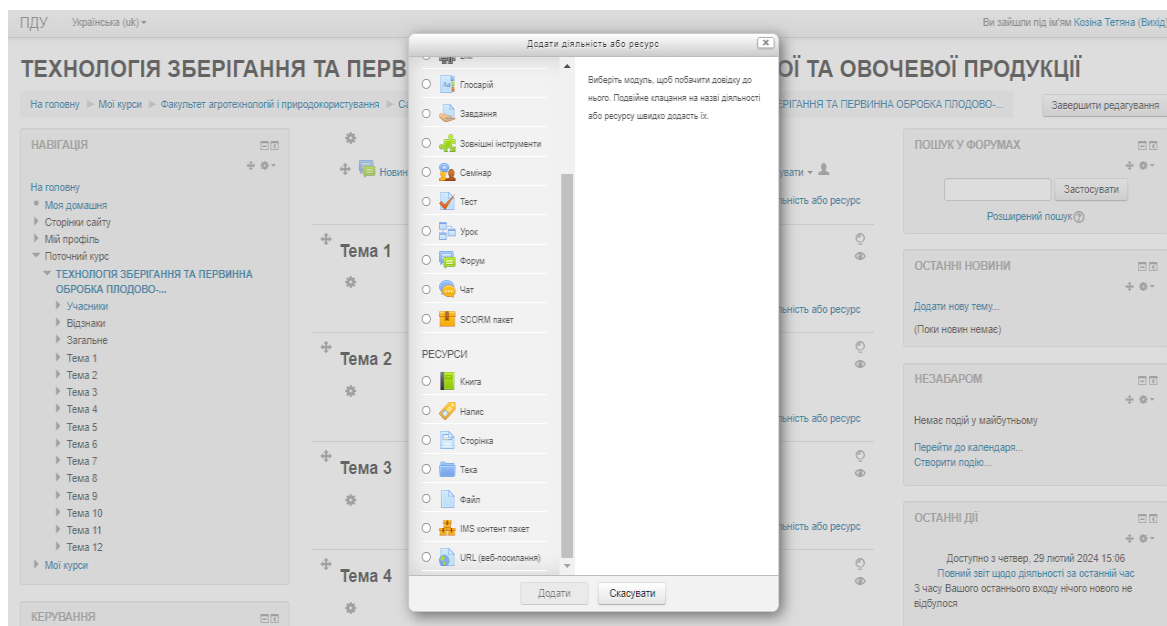 ПДУ
Українська (uk)
Ви зайшли під ім'ям Козіна Тетяна (Вихід)
ТЕХНОЛОГІЯ ЗБЕРІГАННЯ ТА ПЕРВ
ОЇ ТА ОВОЧЕВОЇ ПРОДУКЦІЇ
На головну
Мої курси
Факультет агротехнологій і природокористування
РІГАННЯ ТА ПЕРВИННА ОБРОБКА ПЛОДОВО-...
Завершити редагування
НАВІГАЦІЯ
На головну
Моя домашня
Сторінки сайту
Мій профіль
Поточний курс
ТЕХНОЛОГІЯ ЗБЕРІГАННЯ ТА ПЕРВИННА
ОБРОБКА ПЛОДОВО-...
Учасники
Відзнаки
Загальне
Тема 1
Тема 2
Тема 3
Тема 4
Тема 5
Тема 6
Тема 7
Тема 8
Тема 9
Тема 10
Тема 11
Тема 12
Мої курси
КЕРУВАННЯ
Новин
увати
ьність або ресурс
Тема 1
ьність або ресурс
Тема 2
ьність або ресурс
Тема 3
ьність або ресурс
Тема 4
Додати діяльність або ресурс
Глосарій
Завдання
Зовнішні інструменти
Семінар
Тест
Урок
Форум
Чат
SCORM пакет
РЕСУРСИ
Книга
Напис
Сторінка
Тека
Файл
IMS контент пакет
URL (веб-посилання)
Виберіть модуль, щоб побачити довідку до
нього. Подвійне клацання на назві діяльності
або ресурсу швидко додасть їх.
Додати
Скасувати
ПОШУК У ФОРУМАХ
Застосувати
Розширений пошук
ОСТАННІ НОВИНИ
Додати нову тему...
(Поки новин немає)
НЕЗАБАРОМ
Немає подій у майбутньому
Перейти до календаря...
Створити подію...
ОСТАННІ ДІЇ
Доступно з четвер, 29 лютий 2024 15:06
Повний звіт щодо діяльності за останній час
З часу Вашого останнього входу нічого нового не
відбулося